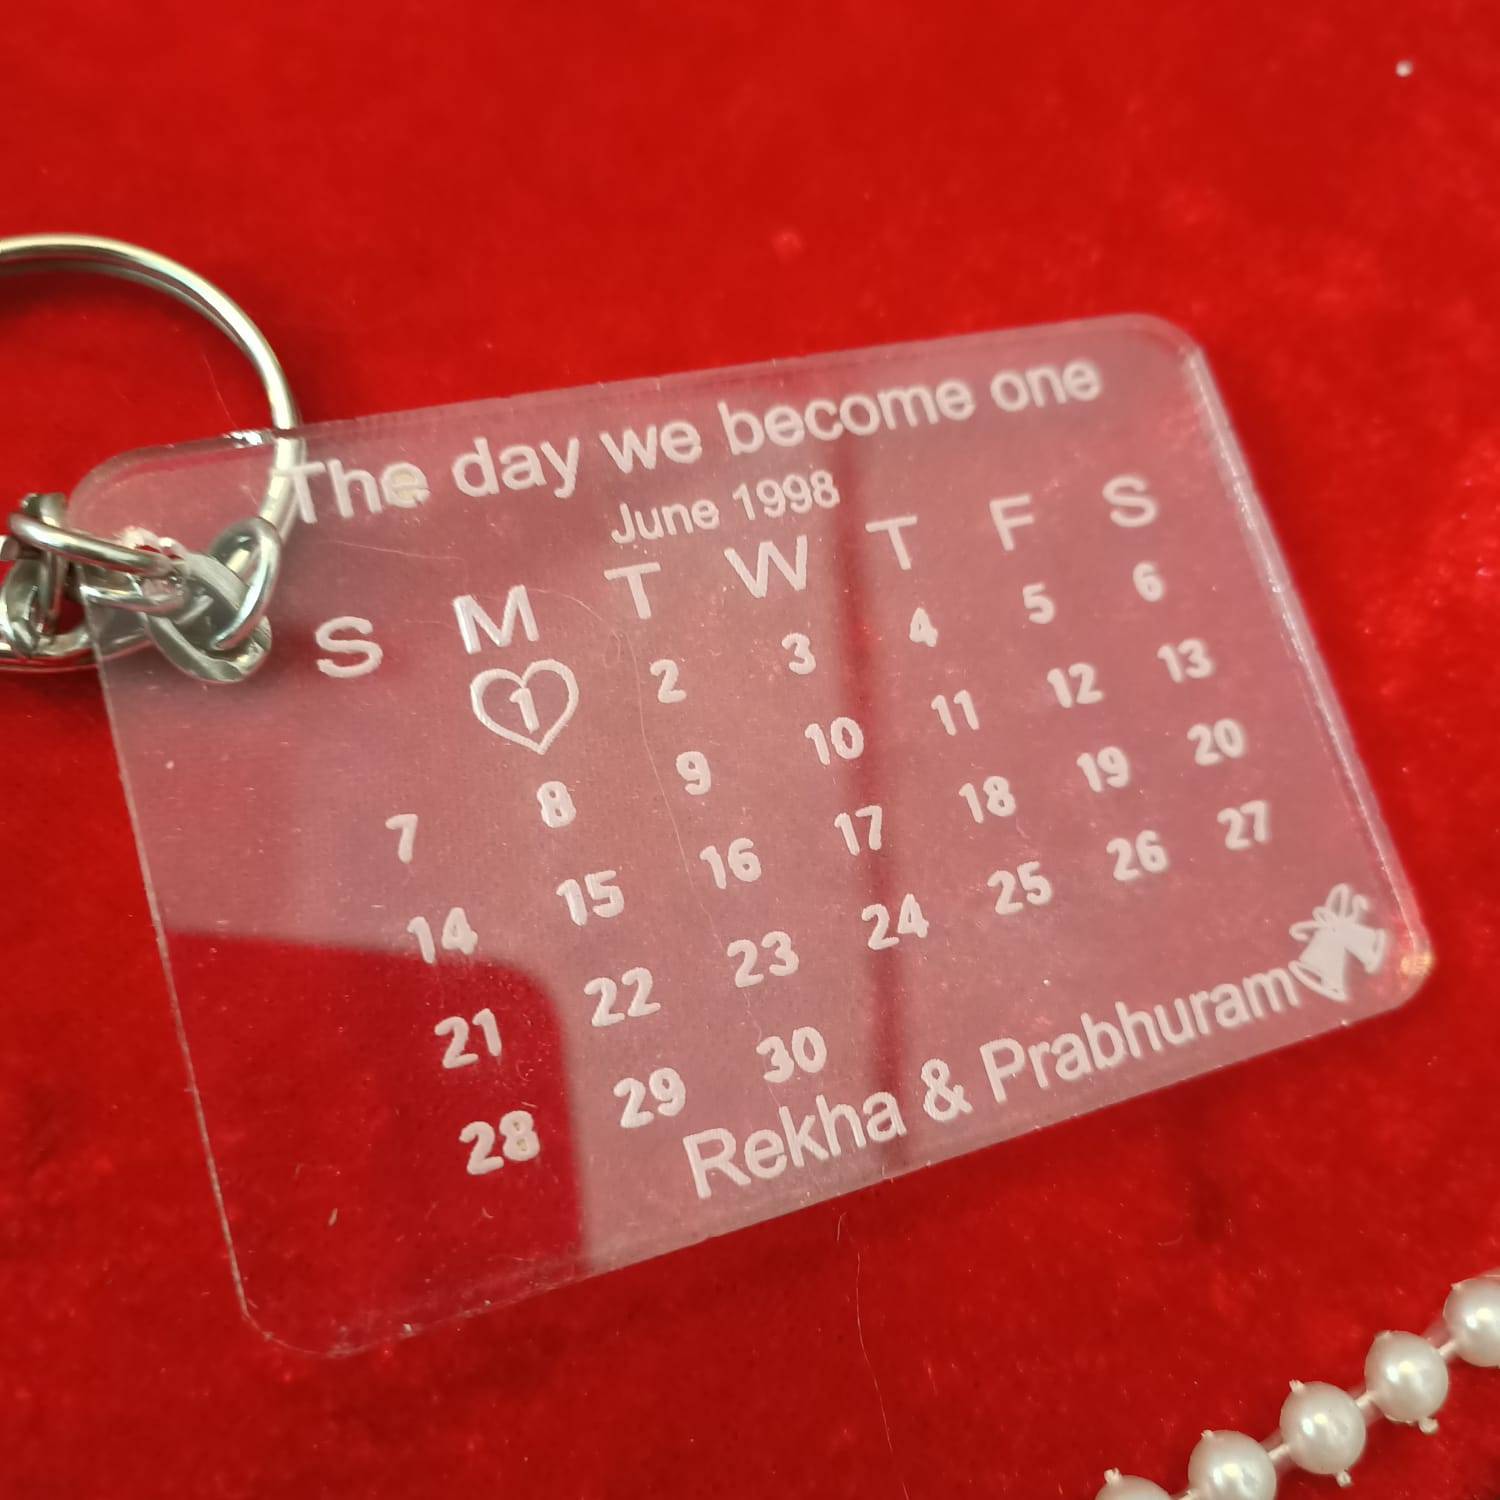 The day we become one
June 1998
S M T W T F S
1 2 3 4 5 6
7 8 9 10 11 12 13
14 15 16 17 18 19 20
21 22 23 24 25 26 27
28 29 30
Rekha & Prabhuram